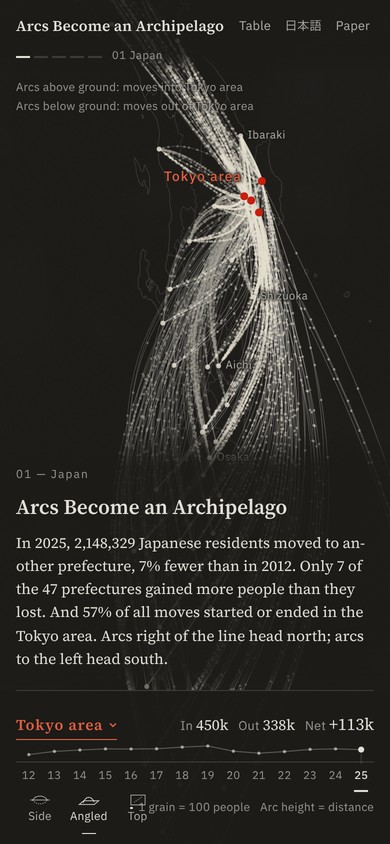 Arcs Become an Archipelago Table 日本語 Paper
01 Japan
Arcs above ground: moves into Tokyo area
Arcs below ground: moves out of Tokyo area
Ibaraki
Tokyo area
Shizuoka
Aichi
Osaka
01 — Japan
Arcs Become an Archipelago
In 2025, 2,148,329 Japanese residents moved to an-
other prefecture, 7% fewer than in 2012. Only 7 of
the 47 prefectures gained more people than they
lost. And 57% of all moves started or ended in the
Tokyo area. Arcs right of the line head north; arcs
to the left head south.
Tokyo area In 450k Out 338k Net +113k
12 13 14 15 16 17 18 19 20 21 22 23 24 25
Side Angled Top 1 grain = 100 people Arc height = distance